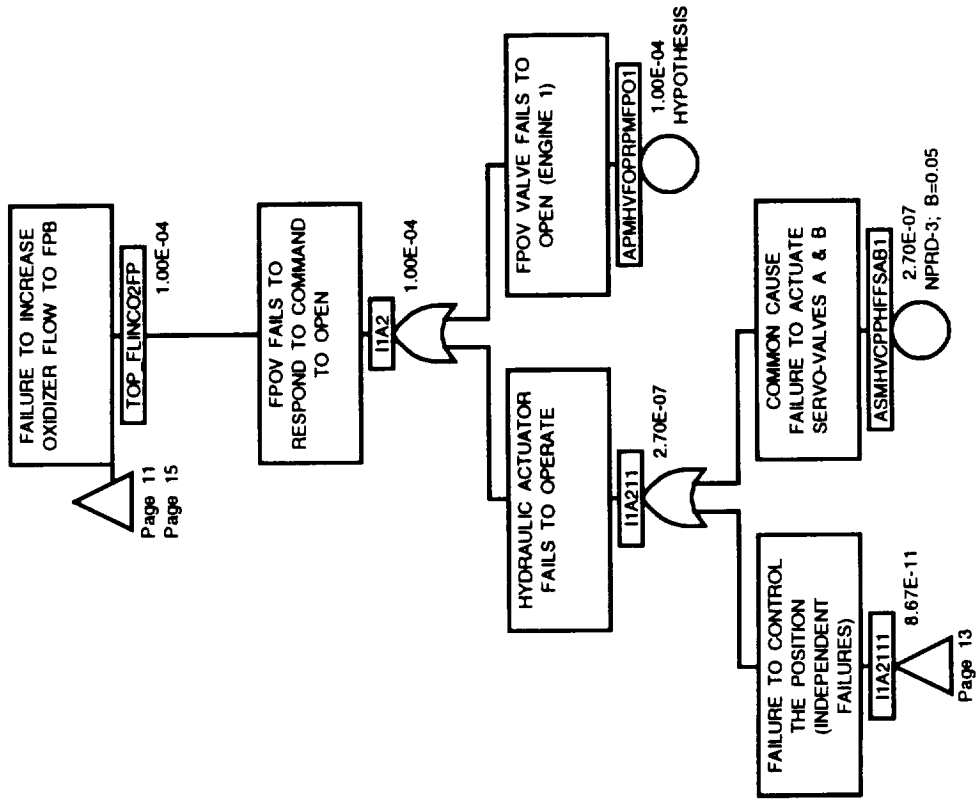 FAILURE TO INCREASE
OXIDIZER FLOW TO FPB
TOP_FLINCO2FP
1.00E-04
Page 11
Page 15
FPOV FAILS TO
RESPOND TO COMMAND
TO OPEN
I1A2
1.00E-04
HYDRAULIC ACTUATOR
FAILS TO OPERATE
I1A211
2.70E-07
FPOV VALVE FAILS TO
OPEN (ENGINE 1)
APMHVFOPRPMFPO1
1.00E-04
HYPOTHESIS
FAILURE TO CONTROL
THE POSITION
(INDEPENDENT
FAILURES)
I1A2111
8.67E-11
Page 13
COMMON CAUSE
FAILURE TO ACTUATE
SERVO-VALVES A & B
ASMHVCPPHFFSAB1
2.70E-07
NPRD-3; B=0.05